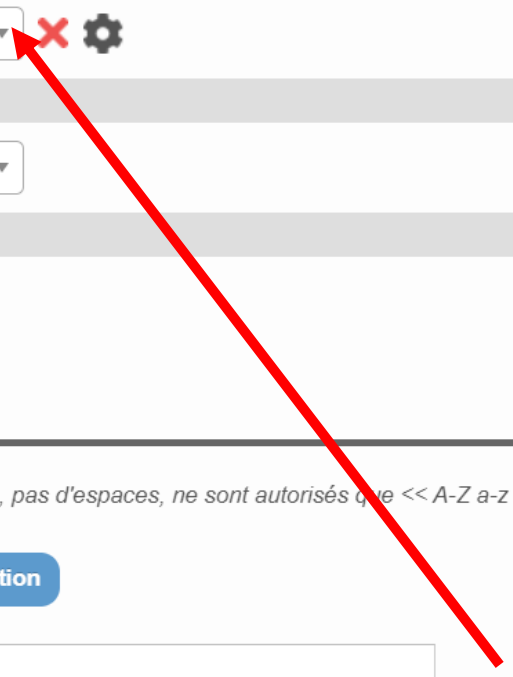 , pas d'espaces, ne sont autorisés que << A-Z a-z
tion